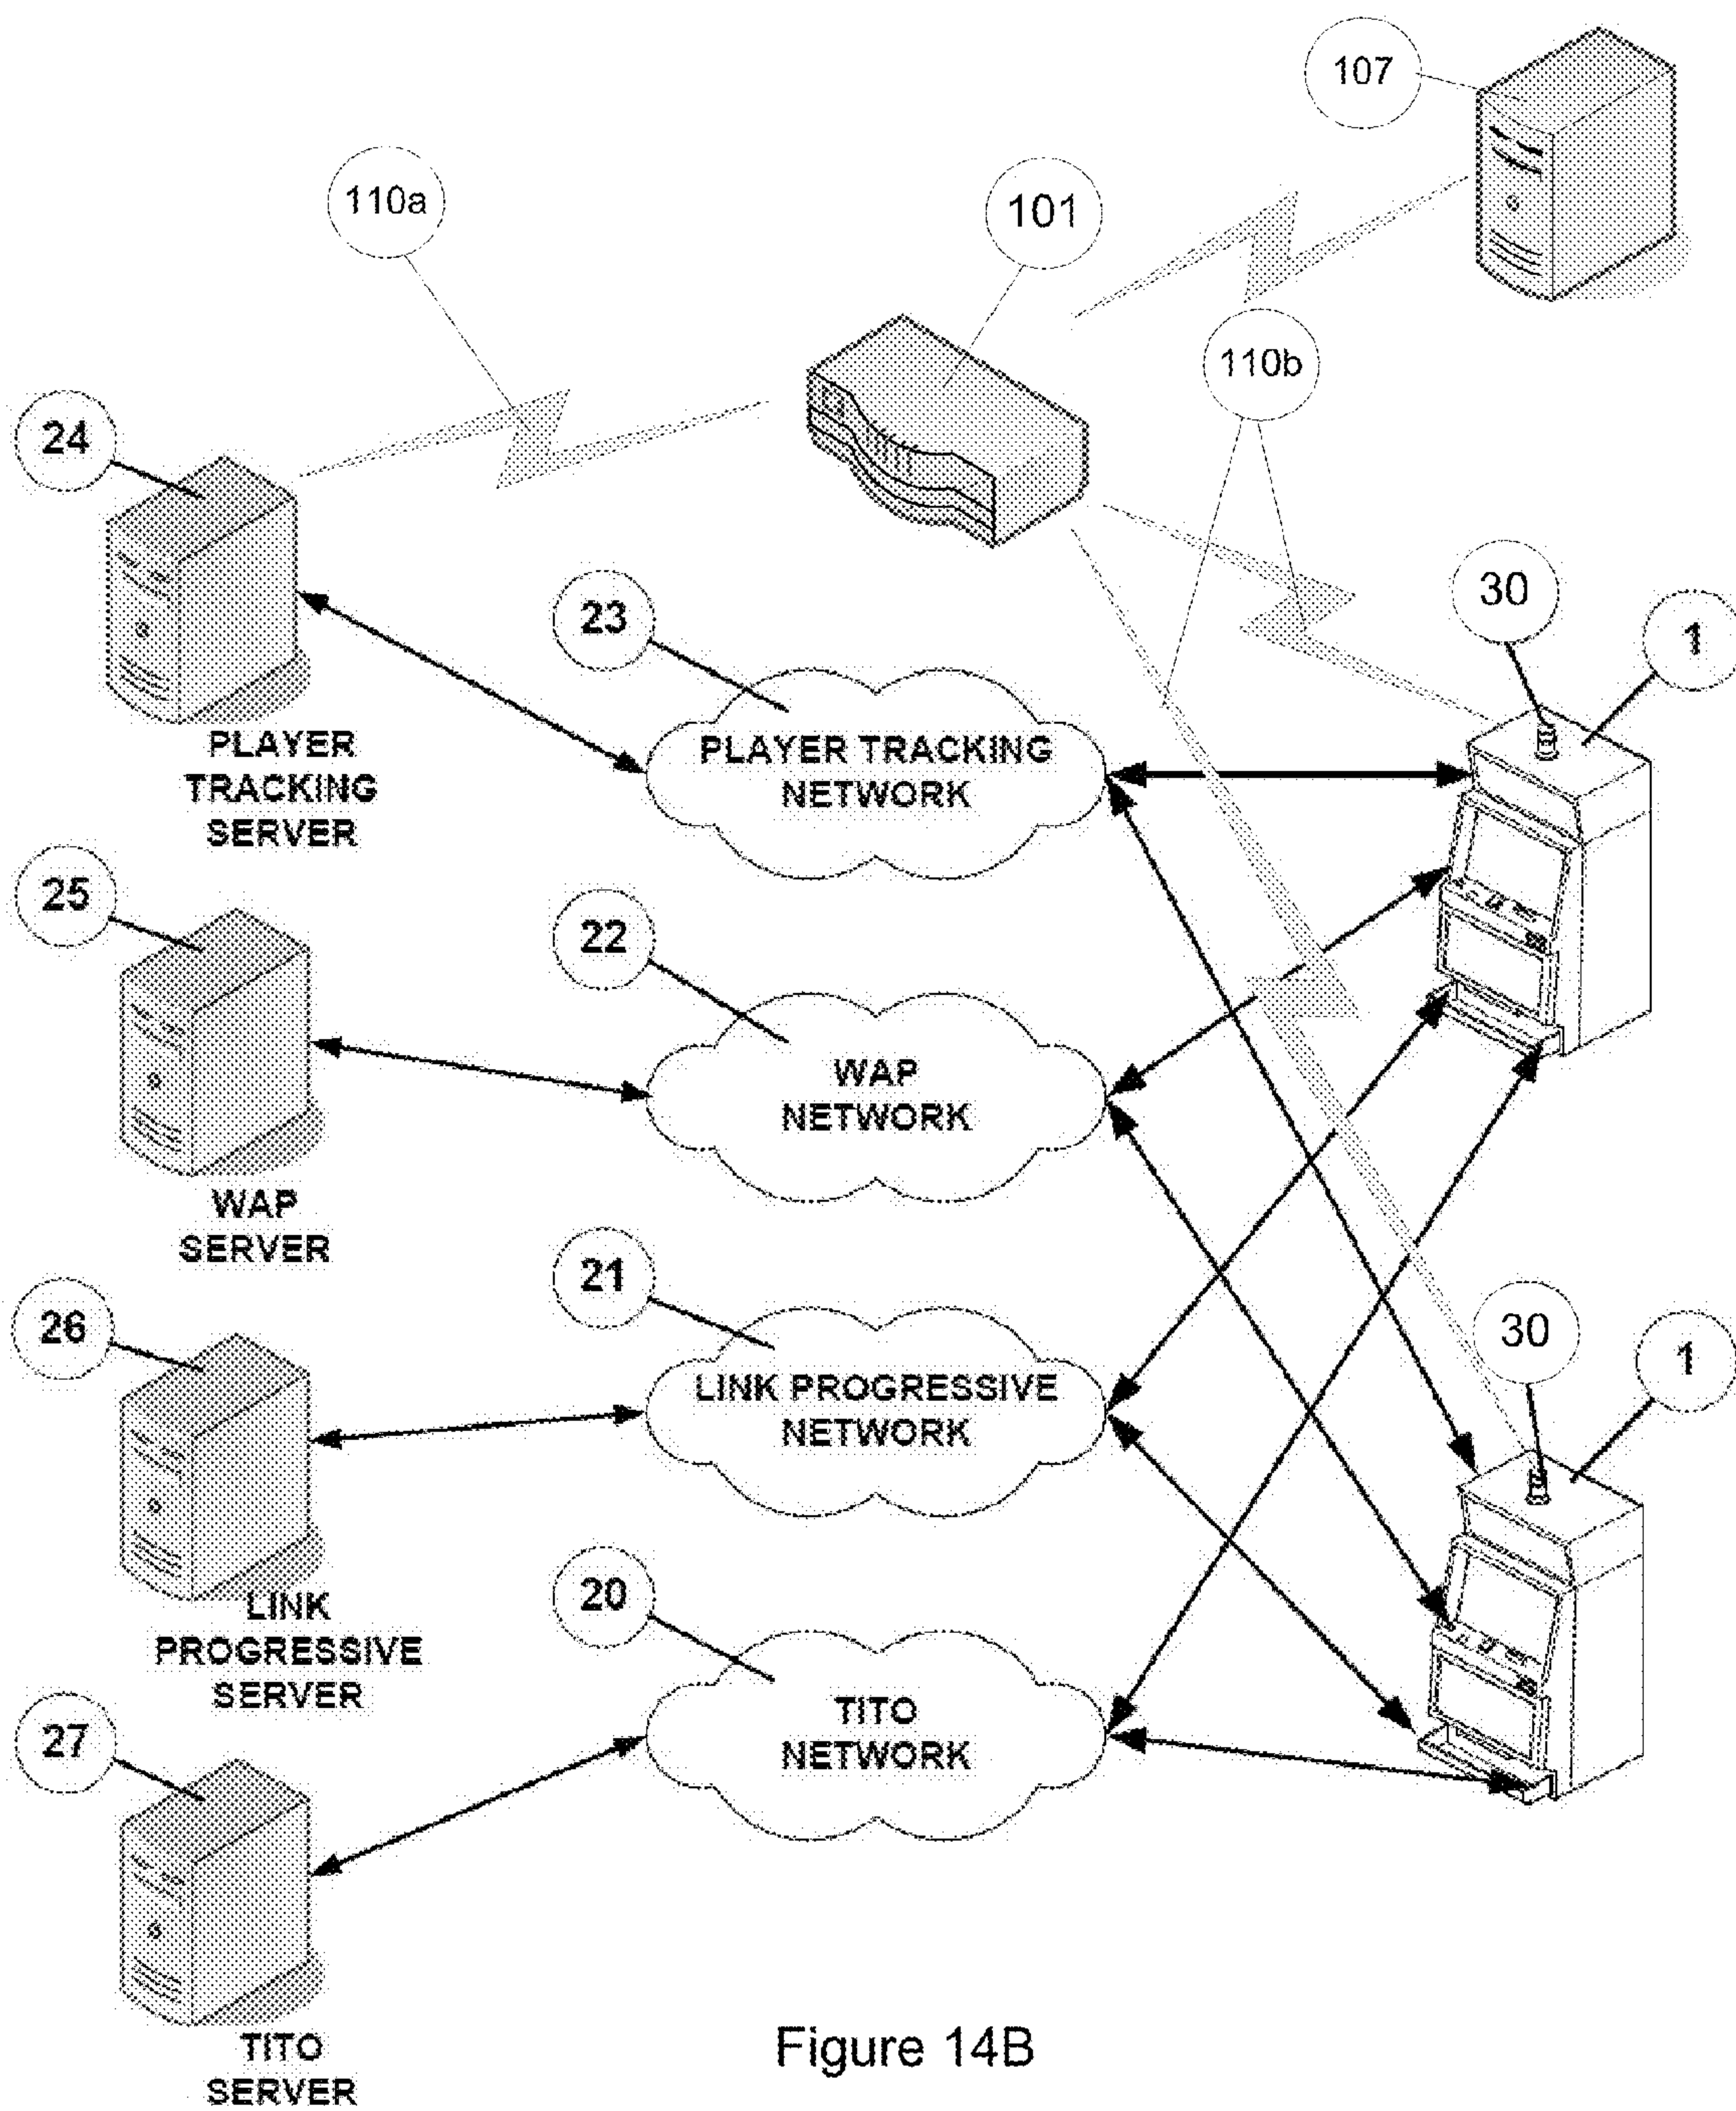 107
110a
101
110b
24
30
1
23
PLAYER TRACKING
NETWORK
PLAYER
TRACKING
SERVER
25
22
WAP
NETWORK
WAP
SERVER
21
26
30
1
LINK PROGRESSIVE
NETWORK
20
LINK
PROGRESSIVE
SERVER
27
TITO
NETWORK
TITO
SERVER
Figure 14B